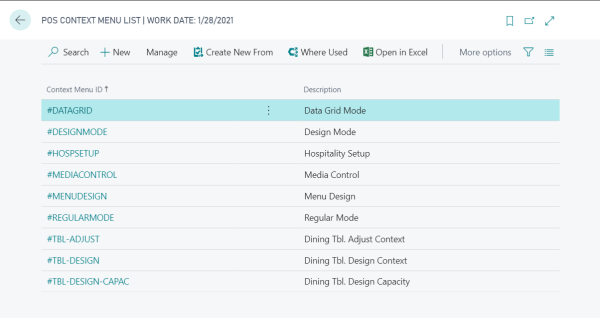 POS CONTEXT MENU LIST | WORK DATE: 1/28/2021
Search New Manage Create New From Where Used Open in Excel More options
Context Menu ID ↑ Description
#DATAGRID Data Grid Mode
#DESIGNMODE Design Mode
#HOSPSETUP Hospitality Setup
#MEDIACONTROL Media Control
#MENUDESIGN Menu Design
#REGULARMODE Regular Mode
#TBL-ADJUST Dining Tbl. Adjust Context
#TBL-DESIGN Dining Tbl. Design Context
#TBL-DESIGN-CAPAC Dining Tbl. Design Capacity